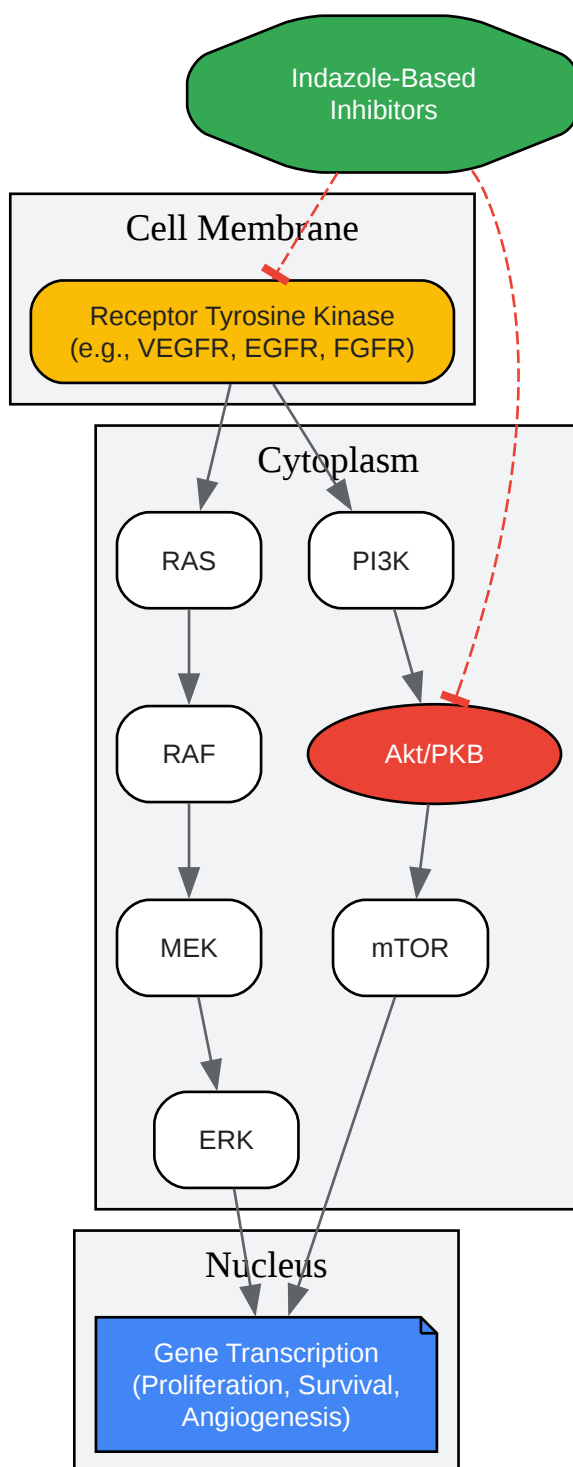 Indazole-Based
Inhibitors
Cell Membrane
Receptor Tyrosine Kinase
(e.g., VEGFR, EGFR, FGFR)
Cytoplasm
RAS
PI3K
RAF
Akt/PKB
MEK
mTOR
ERK
Nucleus
Gene Transcription
(Proliferation, Survival,
Angiogenesis)